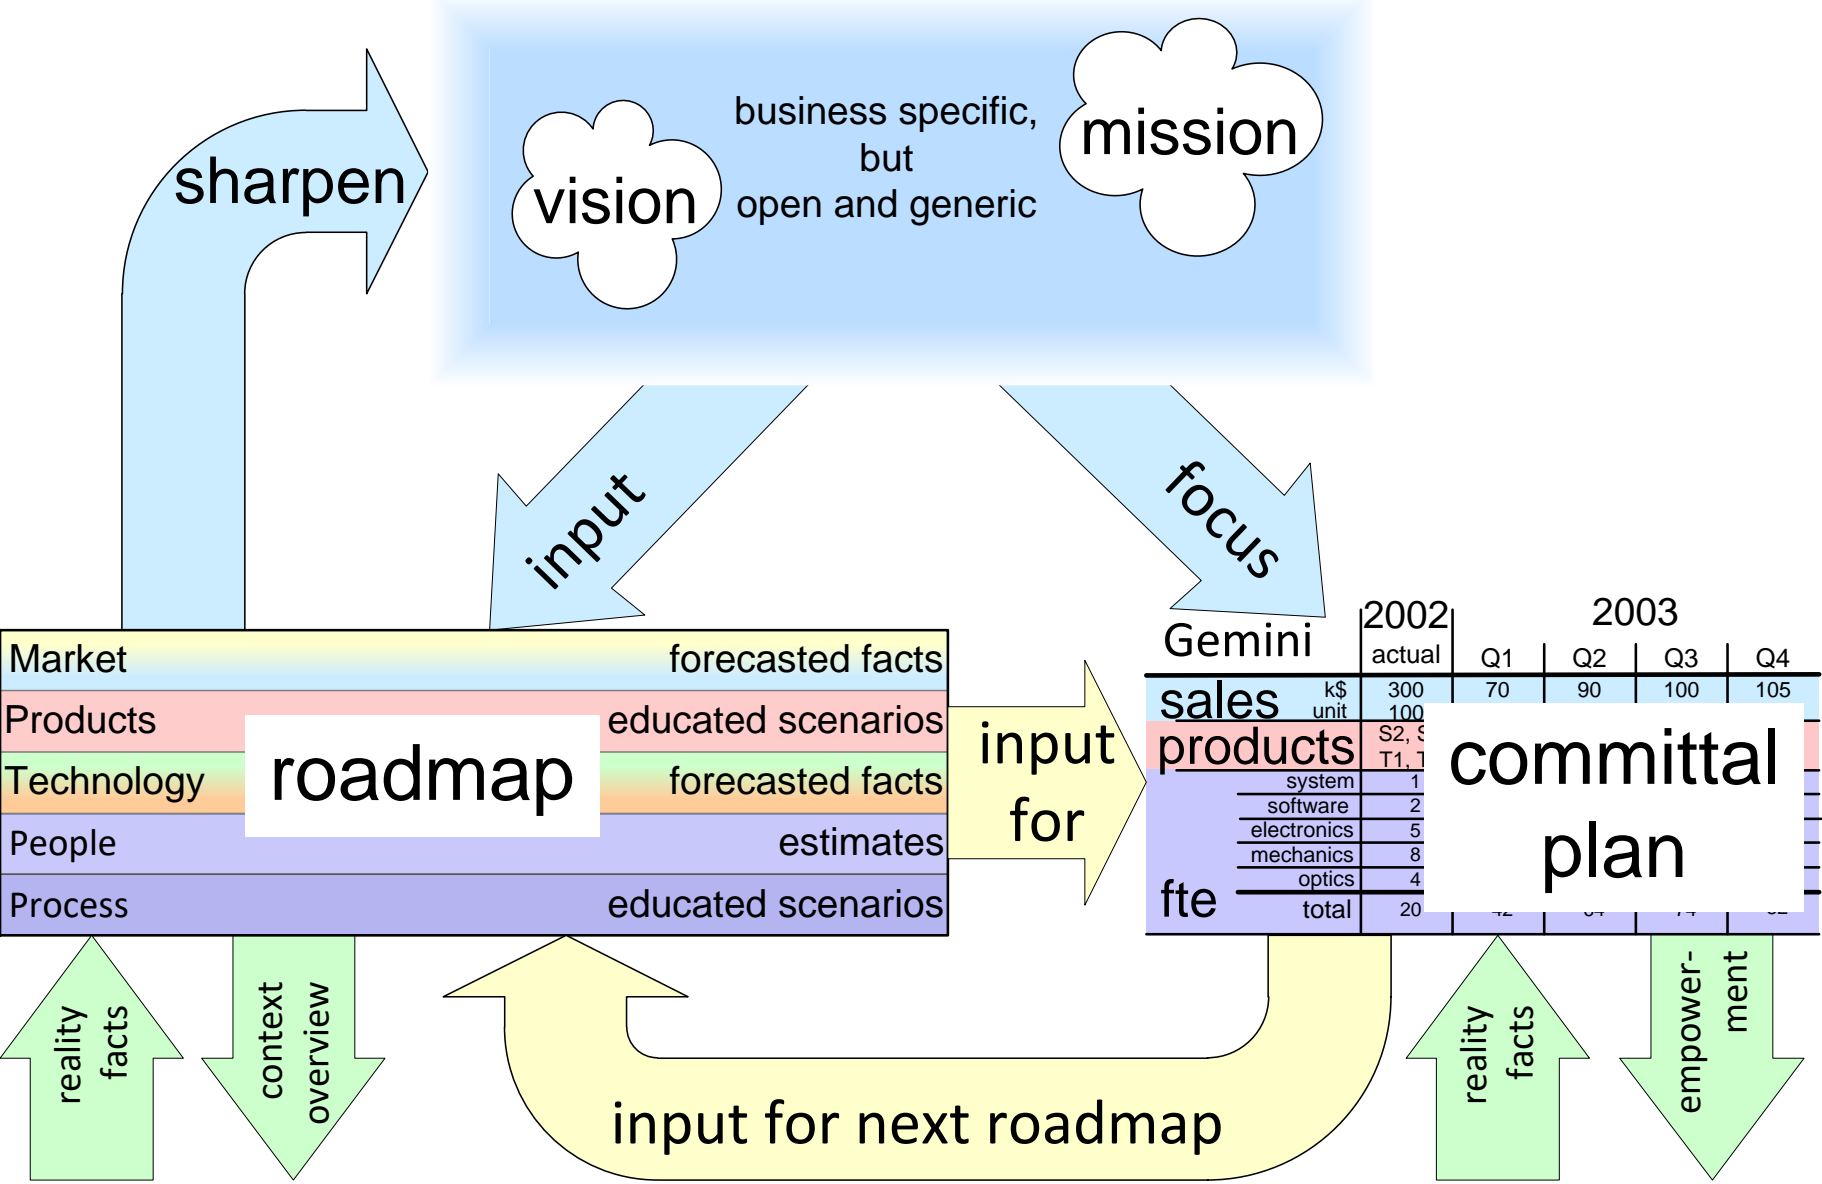 sharpen
business specific,
but
open and generic
vision
mission
input
focus
Market forecasted facts
Products educated scenarios
Technology forecasted facts
People estimates
Process educated scenarios
roadmap
input
for
Gemini
2002 2003
actual Q1 Q2 Q3 Q4
sales k$ 300 70 90 100 105
unit 100
products S2,
T1,
system 1
software 2
electronics 5
mechanics 8
optics 4
fte total 20
committal
plan
reality
facts
context
overview
input for next roadmap
reality
facts
empower-
ment